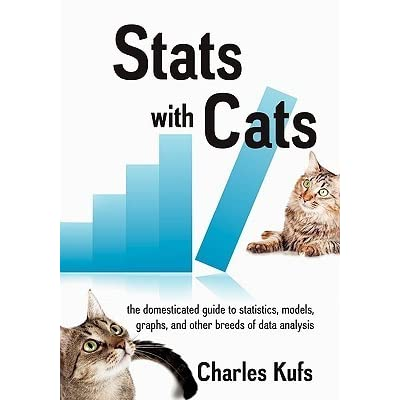 Stats
with Cats
the domesticated guide to statistics, models,
graphs, and other breeds of data analysis
Charles Kufs